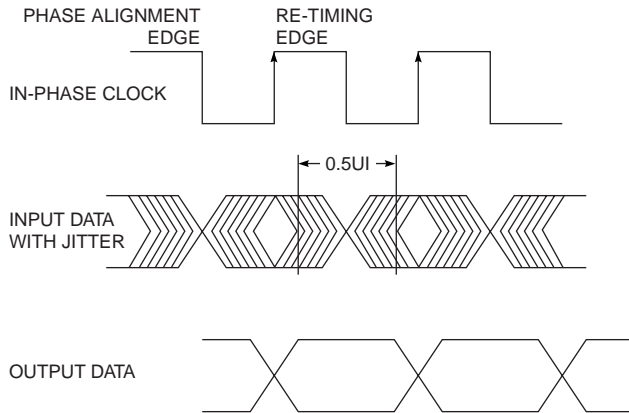 PHASE ALIGNMENT
EDGE
RE-TIMING
EDGE
IN-PHASE CLOCK
0.5UI
INPUT DATA
WITH JITTER
OUTPUT DATA